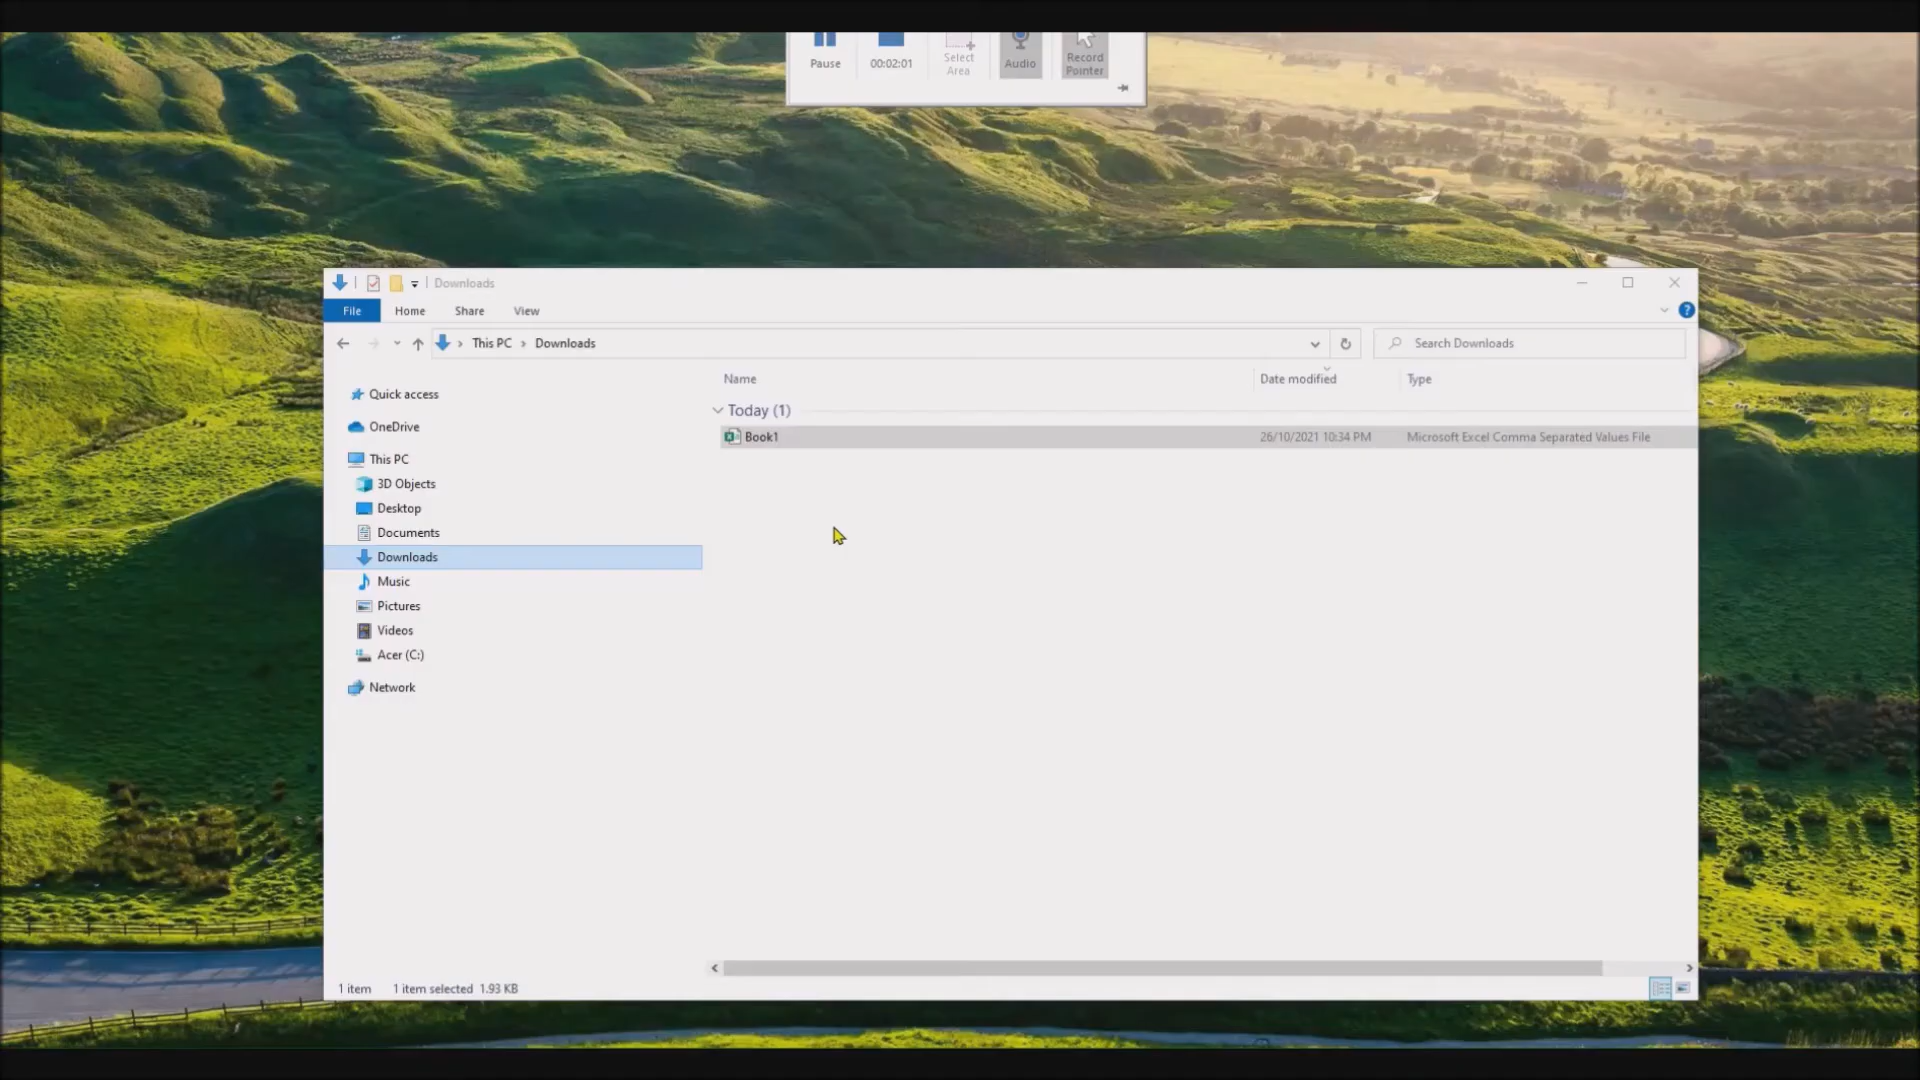 Pause
00:02:01
Select
Area
Audio
Record
Pointer
Downloads
File Home Share View
This PC Downloads
Search Downloads
Name Date modified Type
Quick access
OneDrive
This PC
3D Objects
Desktop
Documents
Downloads
Music
Pictures
Videos
Acer (C:)
Network
Today (1)
Book1 26/10/2021 10:34 PM Microsoft Excel Comma Separated Values File
1 item 1 item selected 1.93 KB